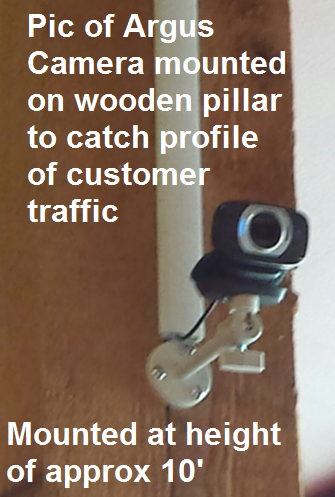 Pic of Argus
Camera mounted
on wooden pillar
to catch profile
of customer
traffic
Mounted at height
of approx 10'